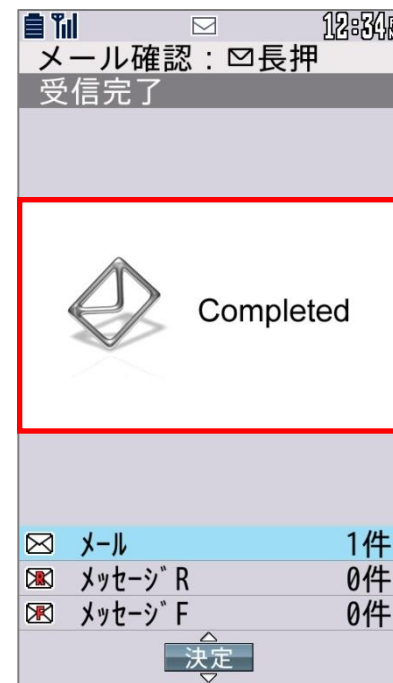 12:34
メール確認：✉長押
受信完了
Completed
メール 1件
R メッセージR 0件
F メッセージF 0件
決定